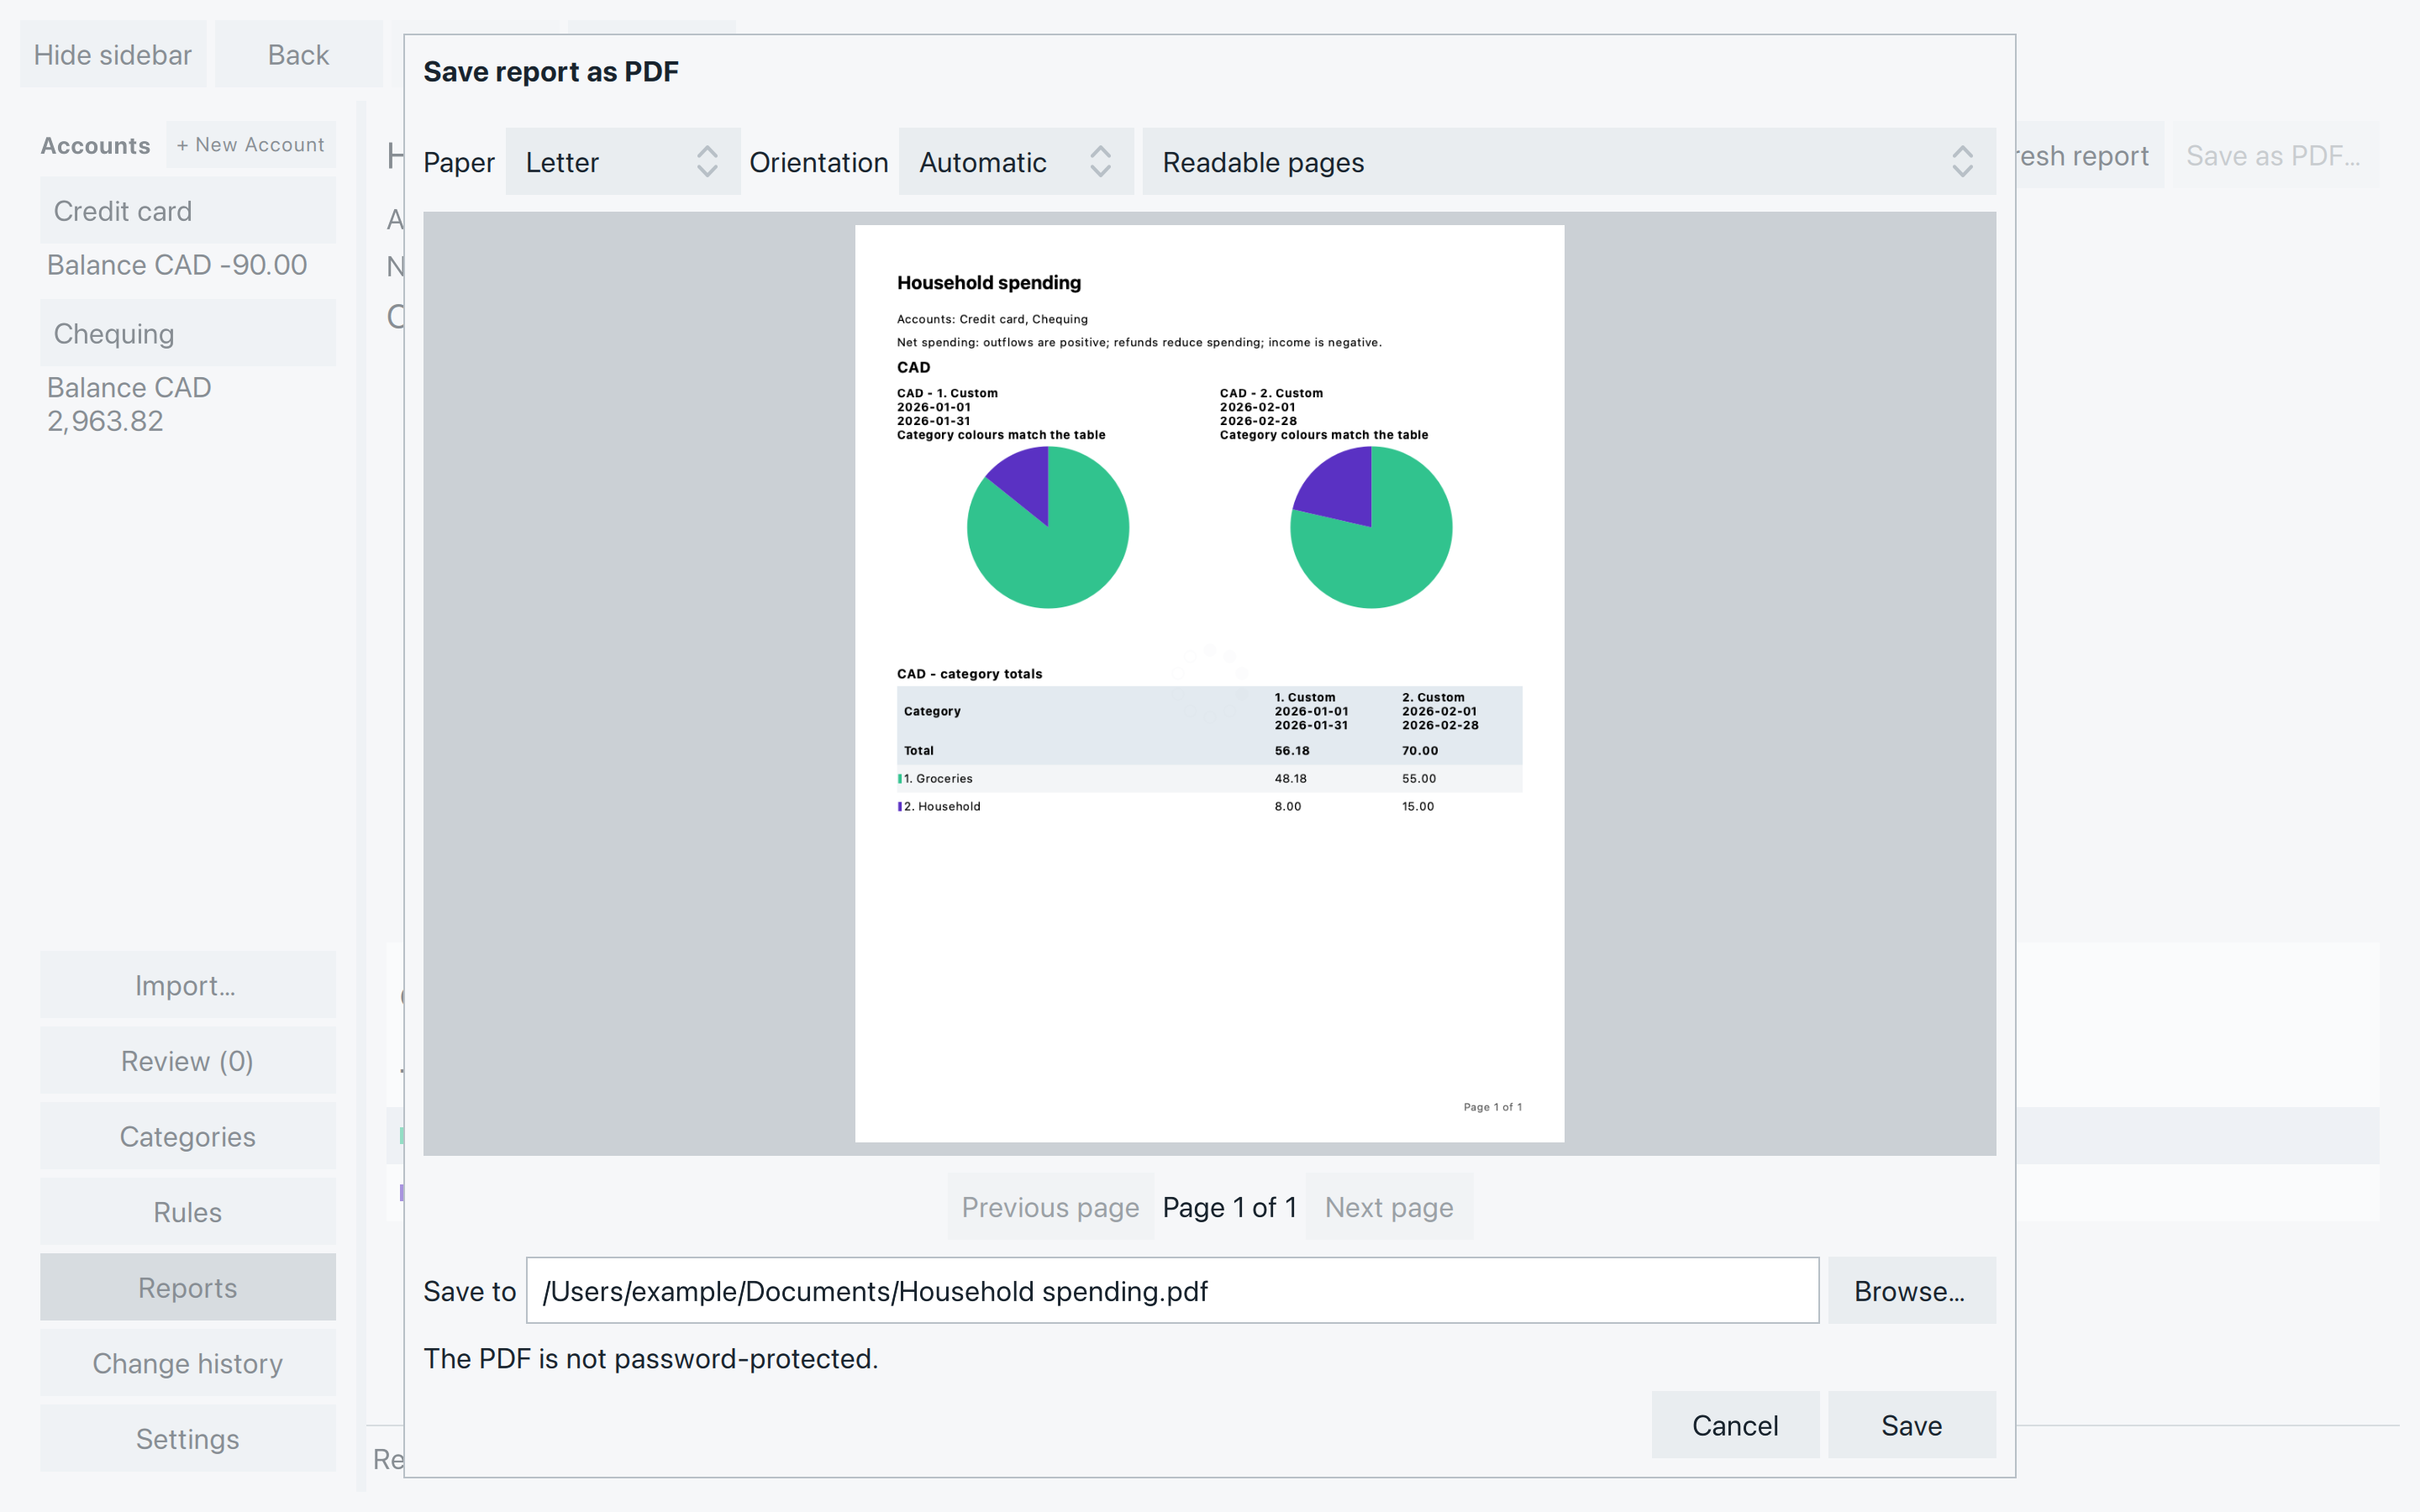 Hide sidebar
Back
Accounts
+ New Account
Credit card
Balance CAD -90.00
Chequing
Balance CAD
2,963.82
Import...
Review (0)
Categories
Rules
Reports
Change history
Settings
resh report
Save as PDF...
Save report as PDF
Paper
Letter
Orientation
Automatic
Readable pages
Household spending
Accounts: Credit card, Chequing
Net spending: outflows are positive; refunds reduce spending; income is negative.
CAD
CAD - 1. Custom
2026-01-01
2026-01-31
Category colours match the table
CAD - 2. Custom
2026-02-01
2026-02-28
Category colours match the table
CAD - category totals
Category
1. Custom
2026-01-01
2026-01-31
2. Custom
2026-02-01
2026-02-28
Total 56.18 70.00
1. Groceries 48.18 55.00
2. Household 8.00 15.00
Page 1 of 1
Previous page
Page 1 of 1
Next page
Save to
/Users/example/Documents/Household spending.pdf
Browse...
The PDF is not password-protected.
Cancel
Save